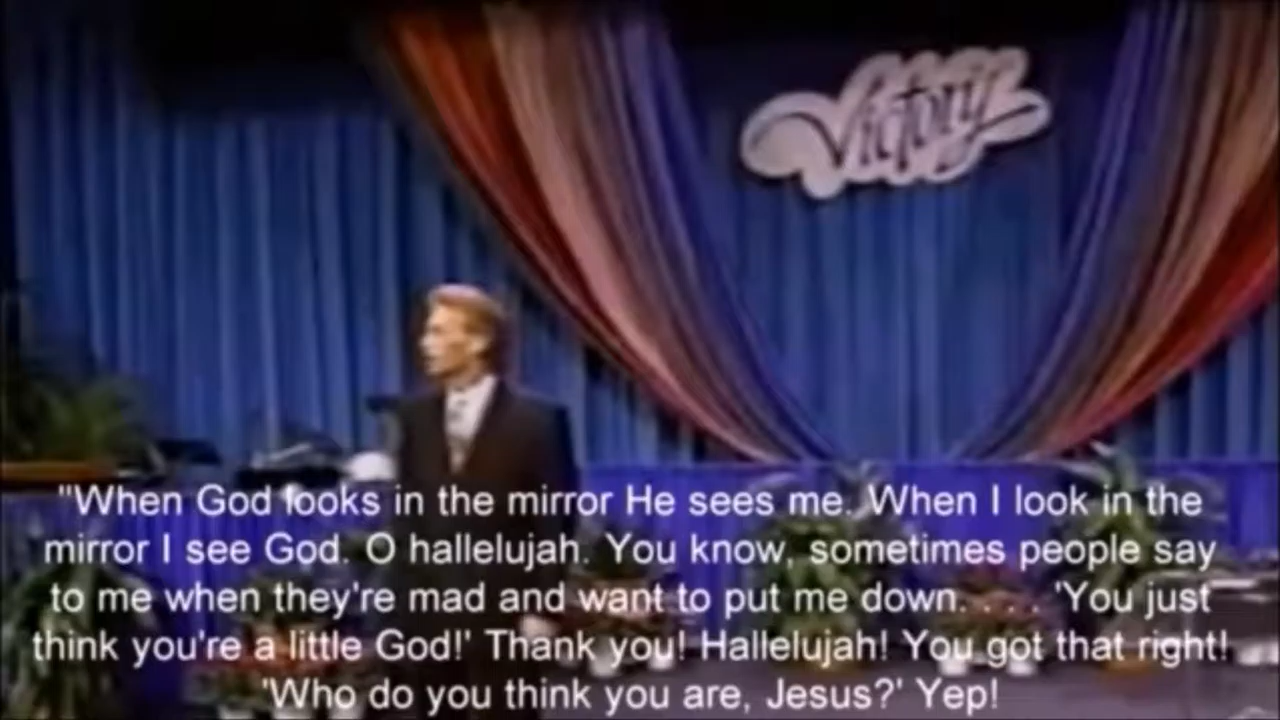 Victory
"When God looks in the mirror He sees me. When I look in the
mirror I see God. O hallelujah. You know, sometimes people say
to me when they're mad and want to put me down. . . . 'You just
think you're a little God!' Thank you! Hallelujah! You got that right!
'Who do you think you are, Jesus?' Yep!